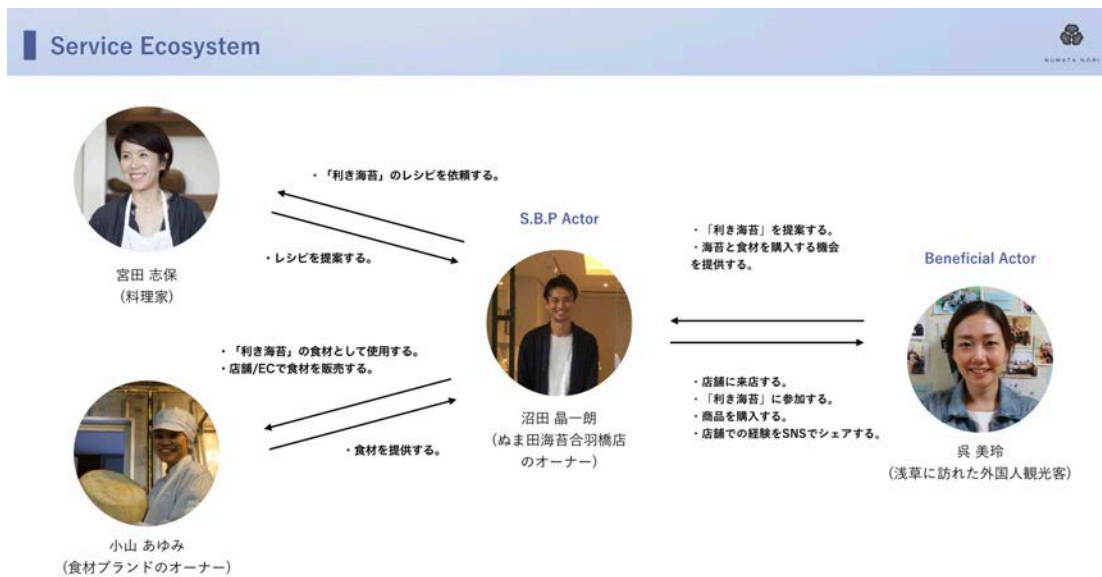 Service Ecosystem
NUMATA NORI
・「利き海苔」のレシピを依頼する。
・レシピを提案する。
宮田 志保
(料理家)
・「利き海苔」の食材として使用する。
・店舗/ECで食材を販売する。
・食材を提供する。
小山 あゆみ
(食材ブランドのオーナー)
S.B.P Actor
沼田 晶一朗
(ぬま田海苔合羽橋店
のオーナー)
・「利き海苔」を提案する。
・海苔と食材を購入する機会
を提供する。
・店舗に来店する。
・「利き海苔」に参加する。
・商品を購入する。
・店舗での経験をSNSでシェアする。
Beneficial Actor
呉 美玲
(浅草に訪れた外国人観光客)